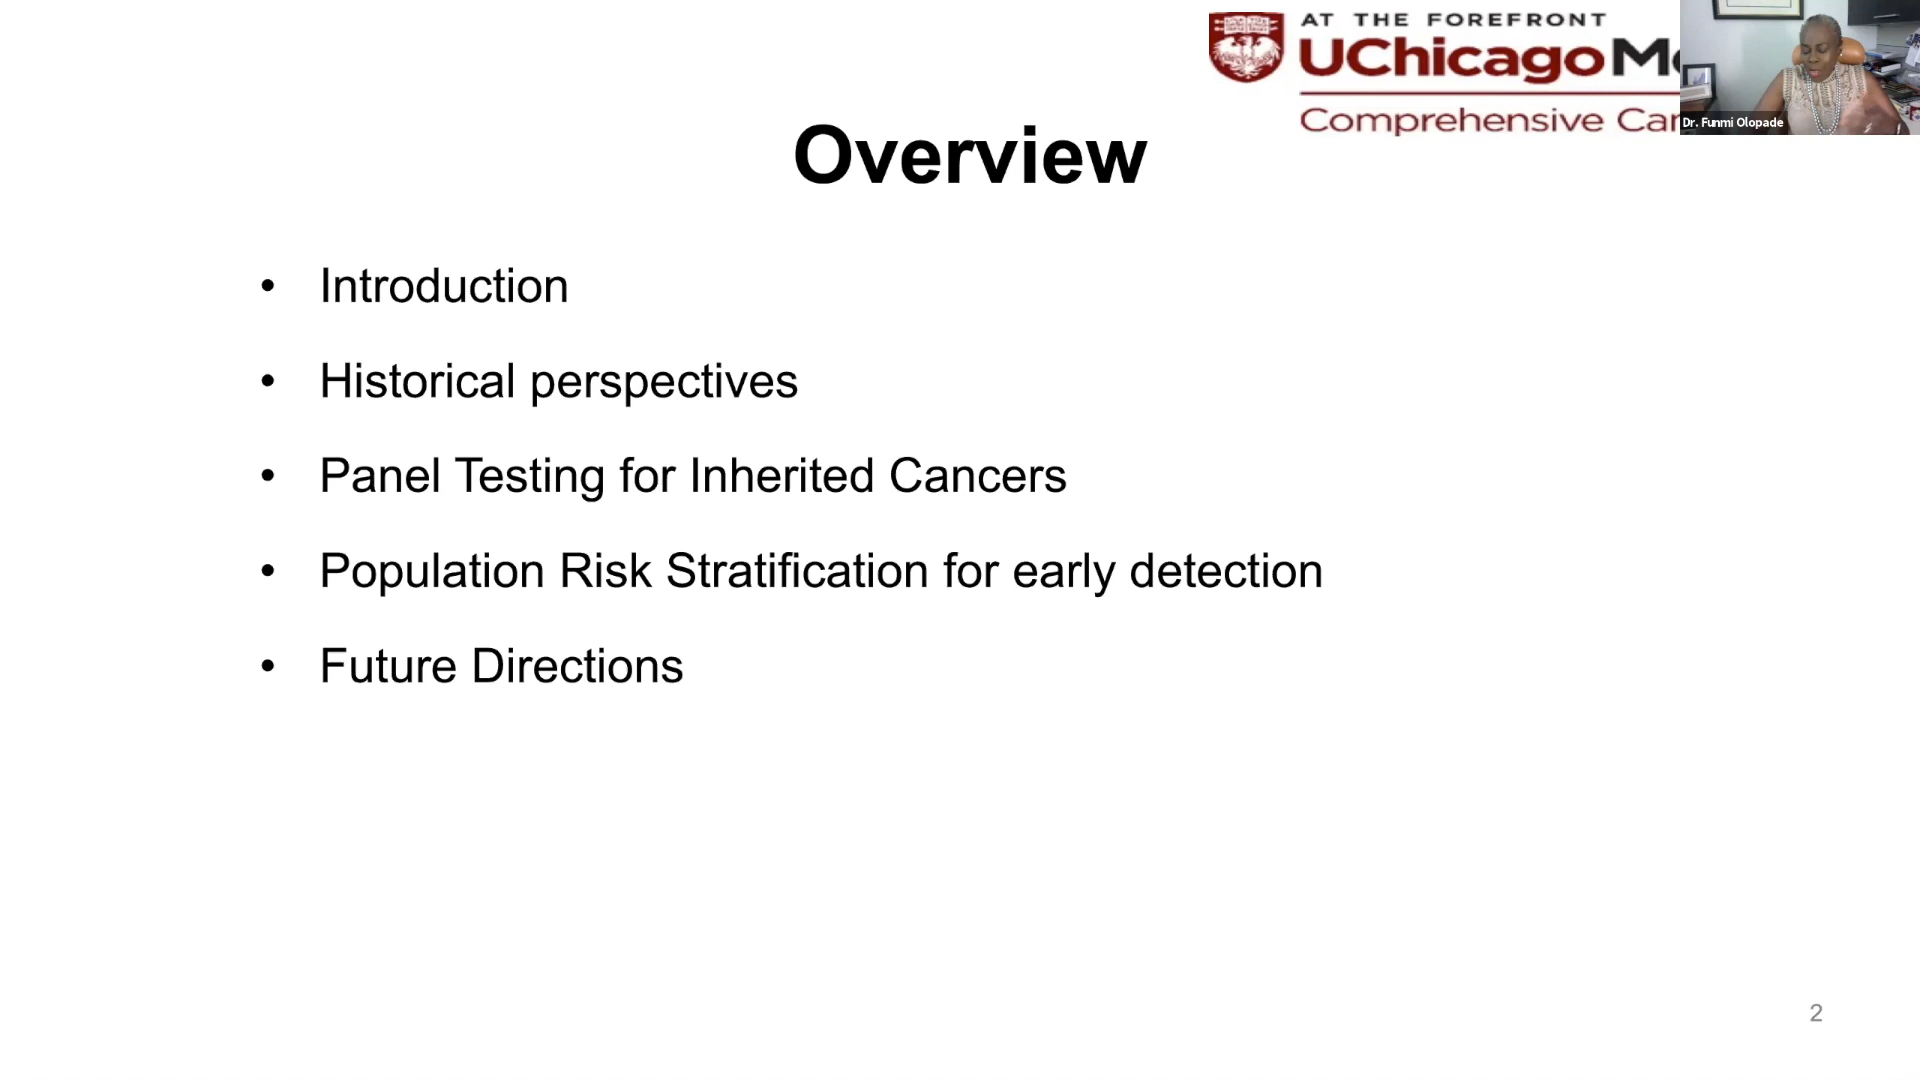 AT THE FOREFRONT
UChicago
Comprehensive
Dr. Funmi Olopade
Overview
• Introduction
• Historical perspectives
• Panel Testing for Inherited Cancers
• Population Risk Stratification for early detection
• Future Directions
2